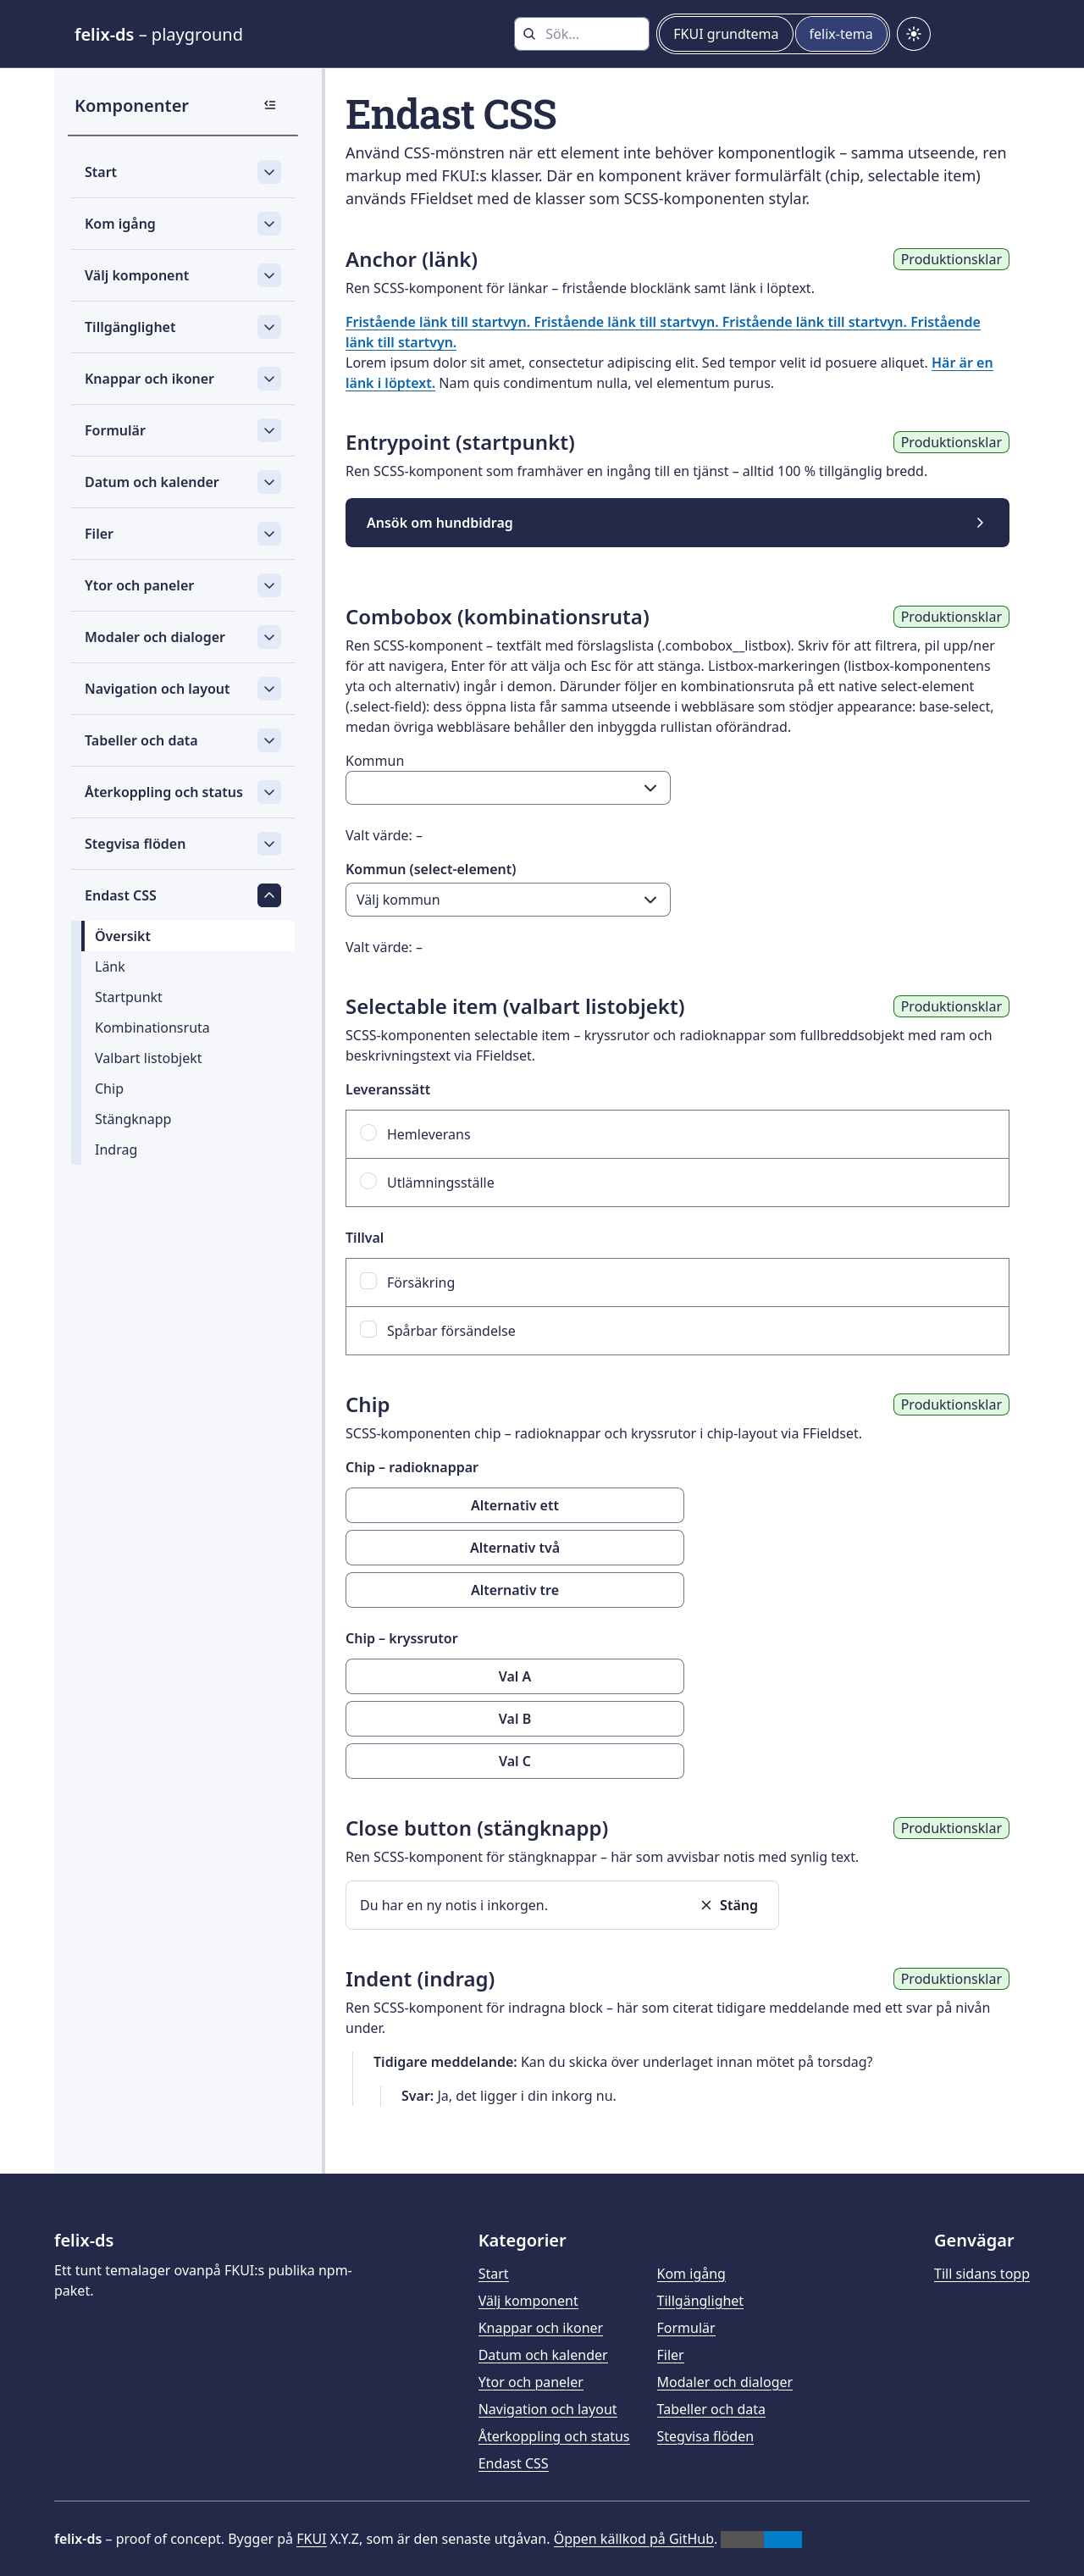 felix-ds – playground
Sök...
FKUI grundtema
felix-tema
Komponenter
Start
Kom igång
Välj komponent
Tillgänglighet
Knappar och ikoner
Formulär
Datum och kalender
Filer
Ytor och paneler
Modaler och dialoger
Navigation och layout
Tabeller och data
Återkoppling och status
Stegvisa flöden
Endast CSS
Översikt
Länk
Startpunkt
Kombinationsruta
Valbart listobjekt
Chip
Stängknapp
Indrag
Endast CSS
Använd CSS-mönstren när ett element inte behöver komponentlogik – samma utseende, ren
markup med FKUI:s klasser. Där en komponent kräver formulärfält (chip, selectable item)
används FFieldset med de klasser som SCSS-komponenten stylar.
Anchor (länk)
Produktionsklar
Ren SCSS-komponent för länkar – fristående blocklänk samt länk i löptext.
Fristående länk till startvyn. Fristående länk till startvyn. Fristående länk till startvyn. Fristående
länk till startvyn.
Lorem ipsum dolor sit amet, consectetur adipiscing elit. Sed tempor velit id posuere aliquet. Här är en
länk i löptext. Nam quis condimentum nulla, vel elementum purus.
Entrypoint (startpunkt)
Produktionsklar
Ren SCSS-komponent som framhäver en ingång till en tjänst – alltid 100 % tillgänglig bredd.
Ansök om hundbidrag
Combobox (kombinationsruta)
Produktionsklar
Ren SCSS-komponent – textfält med förslagslista (.combobox__listbox). Skriv för att filtrera, pil upp/ner
för att navigera, Enter för att välja och Esc för att stänga. Listbox-markeringen (listbox-komponentens
yta och alternativ) ingår i demon. Därunder följer en kombinationsruta på ett native select-element
(.select-field): dess öppna lista får samma utseende i webbläsare som stödjer appearance: base-select,
medan övriga webbläsare behåller den inbyggda rullistan oförändrad.
Kommun
Valt värde: –
Kommun (select-element)
Välj kommun
Valt värde: –
Selectable item (valbart listobjekt)
Produktionsklar
SCSS-komponenten selectable item – kryssrutor och radioknappar som fullbreddsobjekt med ram och
beskrivningstext via FFieldset.
Leveranssätt
Hemleverans
Utlämningsställe
Tillval
Försäkring
Spårbar försändelse
Chip
Produktionsklar
SCSS-komponenten chip – radioknappar och kryssrutor i chip-layout via FFieldset.
Chip – radioknappar
Alternativ ett
Alternativ två
Alternativ tre
Chip – kryssrutor
Val A
Val B
Val C
Close button (stängknapp)
Produktionsklar
Ren SCSS-komponent för stängknappar – här som avvisbar notis med synlig text.
Du har en ny notis i inkorgen.
Stäng
Indent (indrag)
Produktionsklar
Ren SCSS-komponent för indragna block – här som citerat tidigare meddelande med ett svar på nivån
under.
Tidigare meddelande: Kan du skicka över underlaget innan mötet på torsdag?
Svar: Ja, det ligger i din inkorg nu.
felix-ds
Ett tunt temalager ovanpå FKUI:s publika npm-
paket.
Kategorier
Start
Kom igång
Välj komponent
Tillgänglighet
Knappar och ikoner
Formulär
Datum och kalender
Filer
Ytor och paneler
Modaler och dialoger
Navigation och layout
Tabeller och data
Återkoppling och status
Stegvisa flöden
Endast CSS
Genvägar
Till sidans topp
felix-ds – proof of concept. Bygger på FKUI X.Y.Z, som är den senaste utgåvan. Öppen källkod på GitHub.